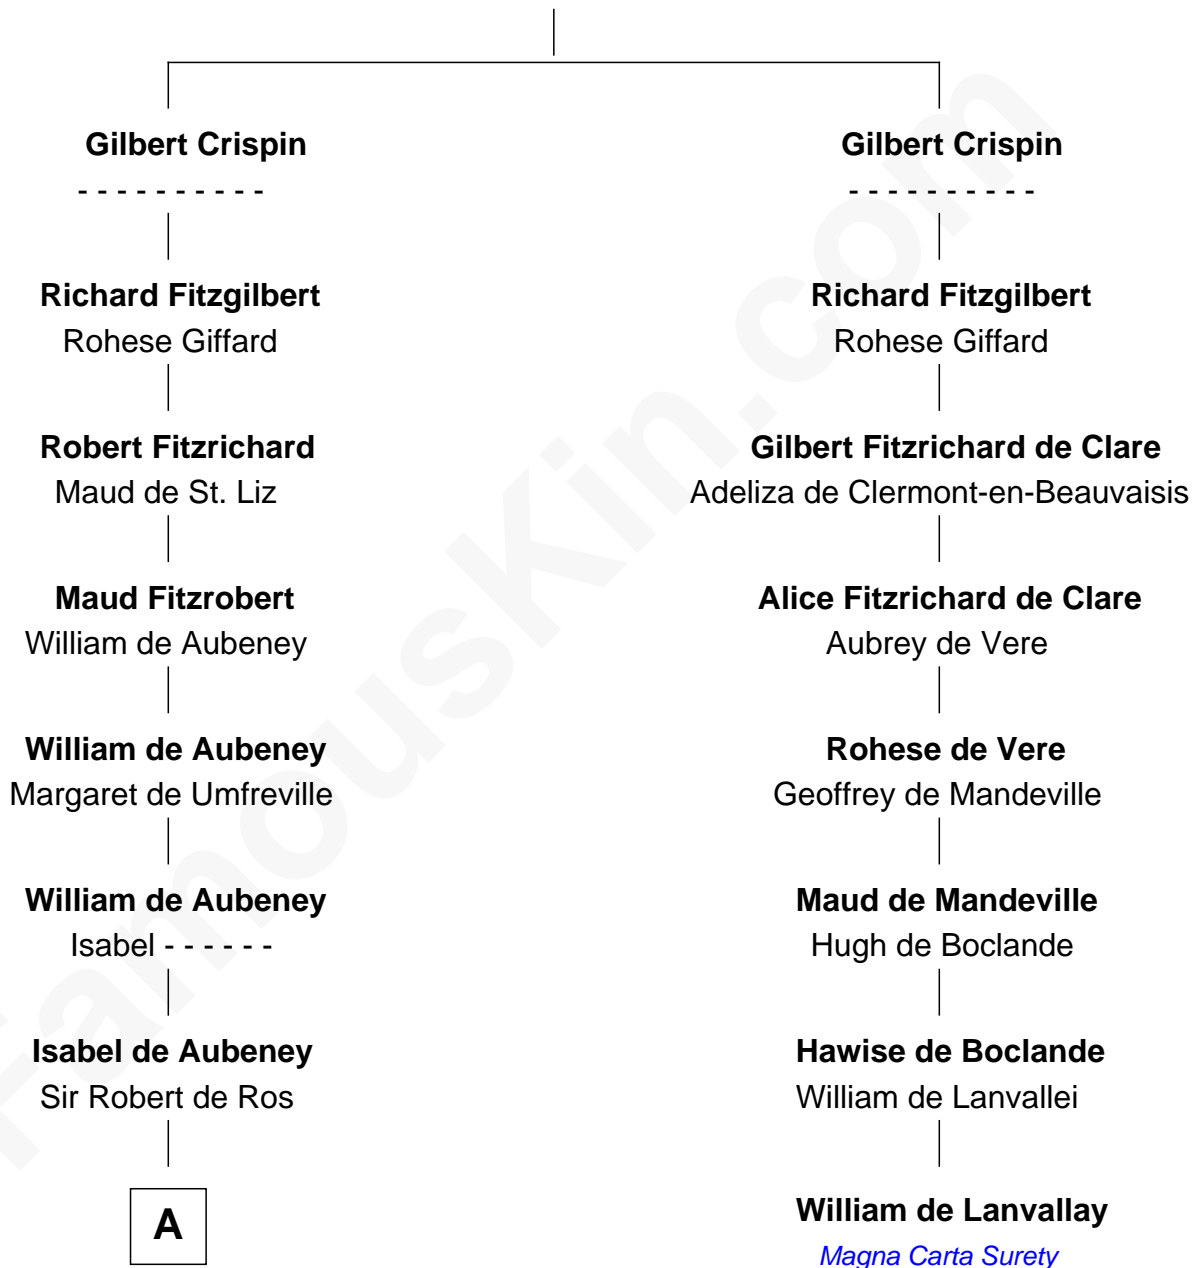 Gilbert Crispin
- - - - - - - - - -
Richard Fitzgilbert
Rohese Giffard
Robert Fitzrichard
Maud de St. Liz
Maud Fitzrobert
William de Aubeney
William de Aubeney
Margaret de Umfreville
William de Aubeney
Isabel - - - - - -
Isabel de Aubeney
Sir Robert de Ros
A
Gilbert Crispin
- - - - - - - - - -
Richard Fitzgilbert
Rohese Giffard
Gilbert Fitzrichard de Clare
Adeliza de Clermont-en-Beauvaisis
Alice Fitzrichard de Clare
Aubrey de Vere
Rohese de Vere
Geoffrey de Mandeville
Maud de Mandeville
Hugh de Boclande
Hawise de Boclande
William de Lanvallei
William de Lanvallay
Magna Carta Surety
FamousKin.com